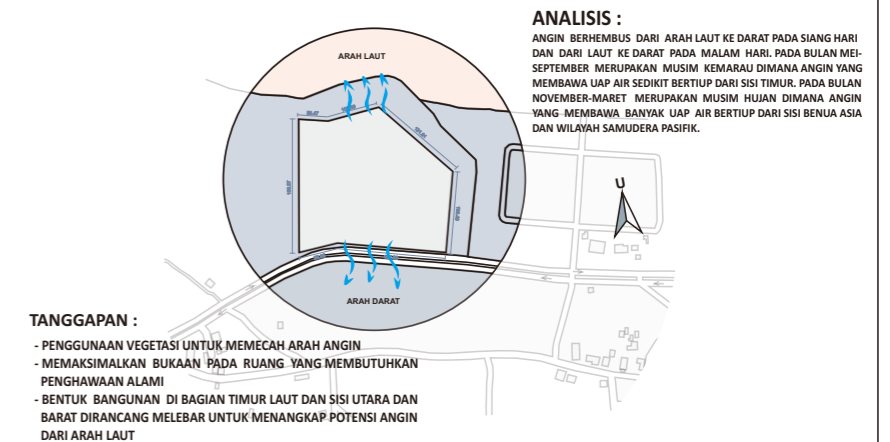 ANALISIS :
ANGIN BERHEMBUS DARI ARAH LAUT KE DARAT PADA SIANG HARI
DAN DARI LAUT KE DARAT PADA MALAM HARI. PADA BULAN MEI-
SEPTEMBER MERUPAKAN MUSIM KEMARAU DIMANA ANGIN YANG
MEMBAWA UAP AIR SEDIKIT BERTIUP DARI SISI TIMUR. PADA BULAN
NOVEMBER-MARET MERUPAKAN MUSIM HUJAN DIMANA ANGIN
YANG MEMBAWA BANYAK UAP AIR BERTIUP DARI SISI BENUA ASIA
DAN WILAYAH SAMUDERA PASIFIK.
ARAH LAUT
U
ARAH DARAT
TANGGAPAN :
- PENGGUNAAN VEGETASI UNTUK MEMECAH ARAH ANGIN
- MEMAKSIMALKAN BUKAAN PADA RUANG YANG MEMBUTUHKAN
PENGHAWAAN ALAMI
- BENTUK BANGUNAN DI BAGIAN TIMUR LAUT DAN SISI UTARA DAN
BARAT DIRANCANG MELEBAR UNTUK MENANGKAP POTENSI ANGIN
DARI ARAH LAUT